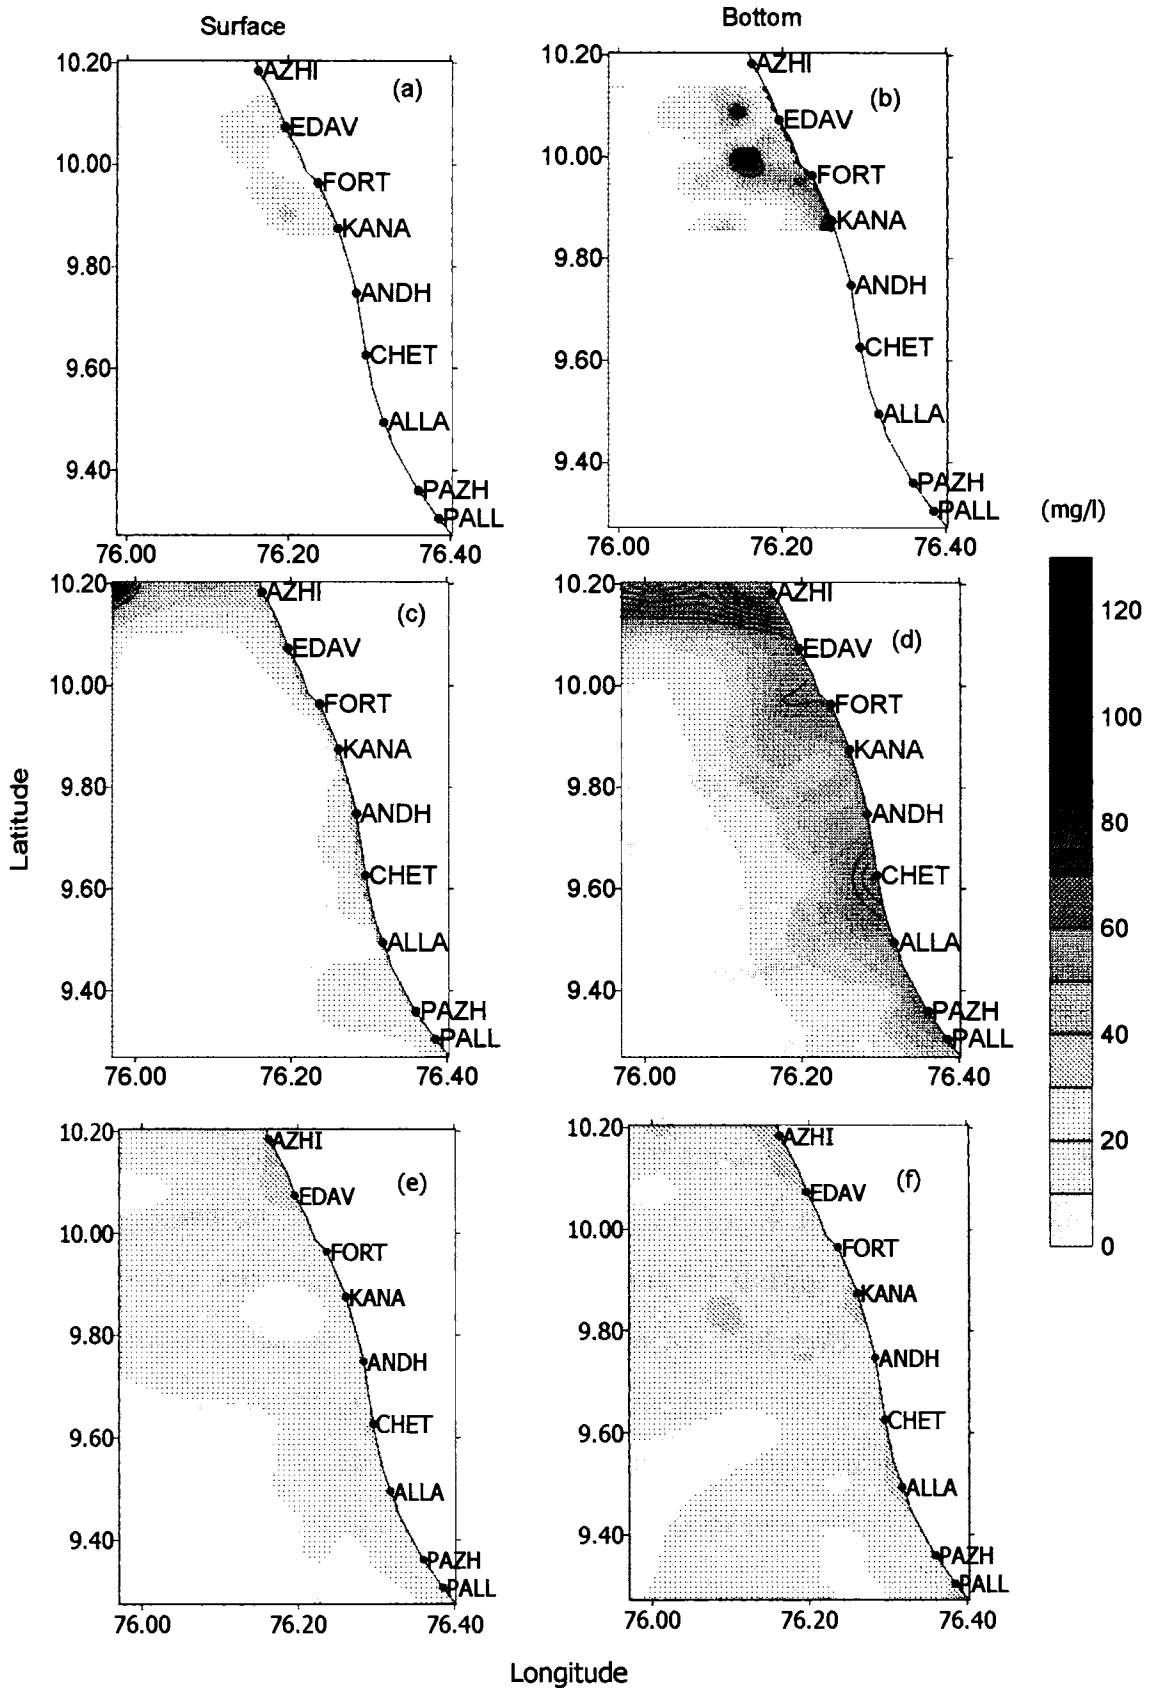 Surface
Bottom
10.20
10.00
9.80
9.60
9.40
76.00 76.20 76.40
AZHI
EDAV
FORT
KANA
ANDH
CHET
ALLA
PAZH
PALL
(a)
10.20
10.00
9.80
9.60
9.40
76.00 76.20 76.40
AZHI
EDAV
FORT
KANA
ANDH
CHET
ALLA
PAZH
PALL
(b)
(mg/l)
120
100
80
60
40
20
0
Latitude
10.20
10.00
9.80
9.60
9.40
76.00 76.20 76.40
AZHI
EDAV
FORT
KANA
ANDH
CHET
ALLA
PAZH
PALL
(c)
10.20
10.00
9.80
9.60
9.40
76.00 76.20 76.40
AZHI
EDAV
FORT
KANA
ANDH
CHET
ALLA
PAZH
PALL
(d)
10.20
10.00
9.80
9.60
9.40
76.00 76.20 76.40
AZHI
EDAV
FORT
KANA
ANDH
CHET
ALLA
PAZH
PALL
(e)
10.20
10.00
9.80
9.60
9.40
76.00 76.20 76.40
AZHI
EDAV
FORT
KANA
ANDH
CHET
ALLA
PAZH
PALL
(f)
Longitude